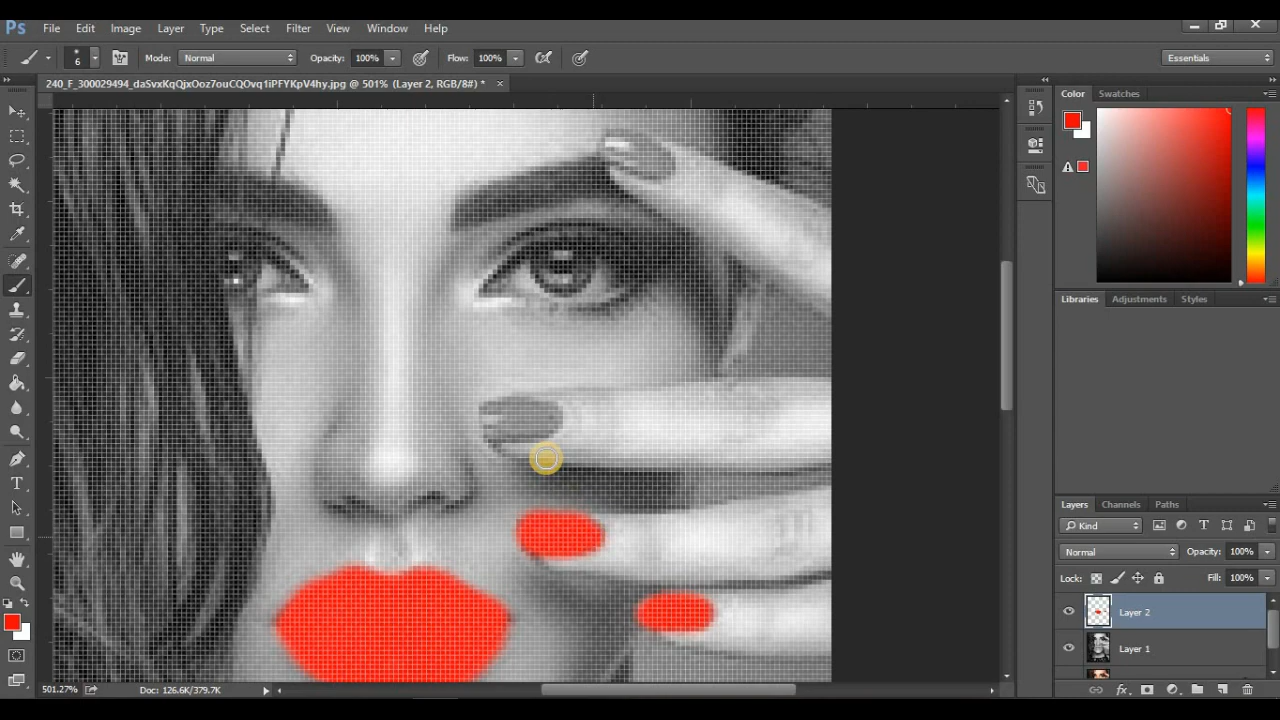 Ps File Edit Image Layer Type Select Filter View Window Help
6 Mode: Normal Opacity: 100% Flow: 100% Essentials
240_F_300029494_daSvxKqQjxOoz7ouCQOvq1iPFYKpV4hy.jpg @ 501% (Layer 2, RGB/8#) *
Color Swatches
Libraries Adjustments Styles
Layers Channels Paths
Kind
Normal Opacity: 100%
Lock: Fill: 100%
Layer 2
Layer 1
501.27% Doc: 126.6K/379.7K